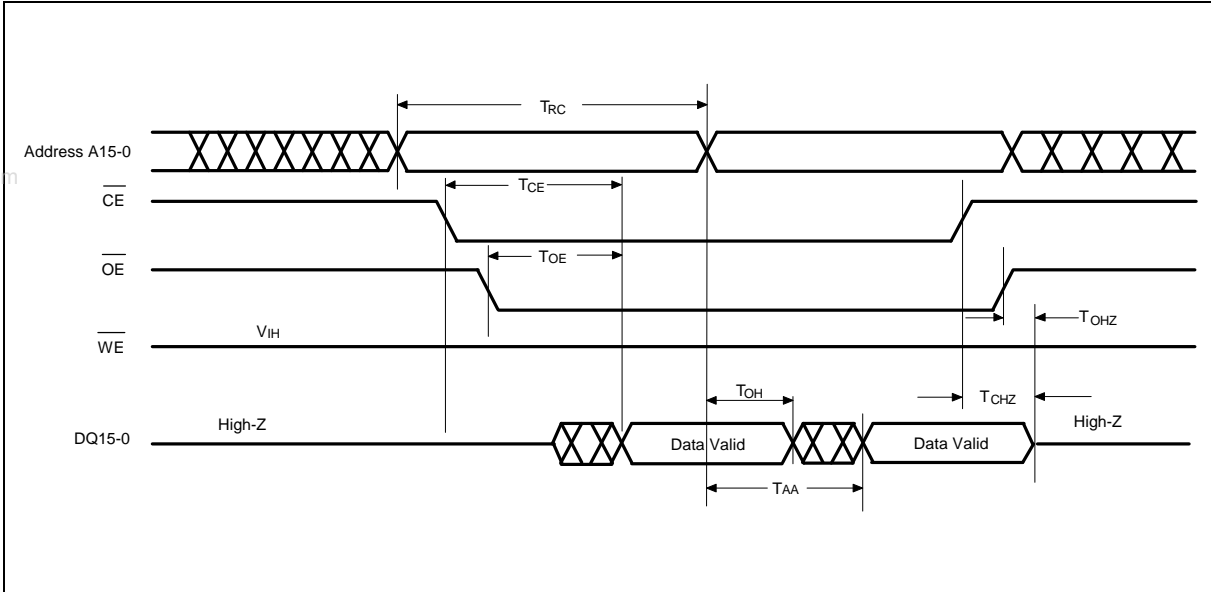 TRC
Address A15-0
m
TCE
CE
TOE
OE
TOHZ
VIH
WE
TOH
TCHZ
High-Z
High-Z
DQ15-0
Data Valid
Data Valid
TAA